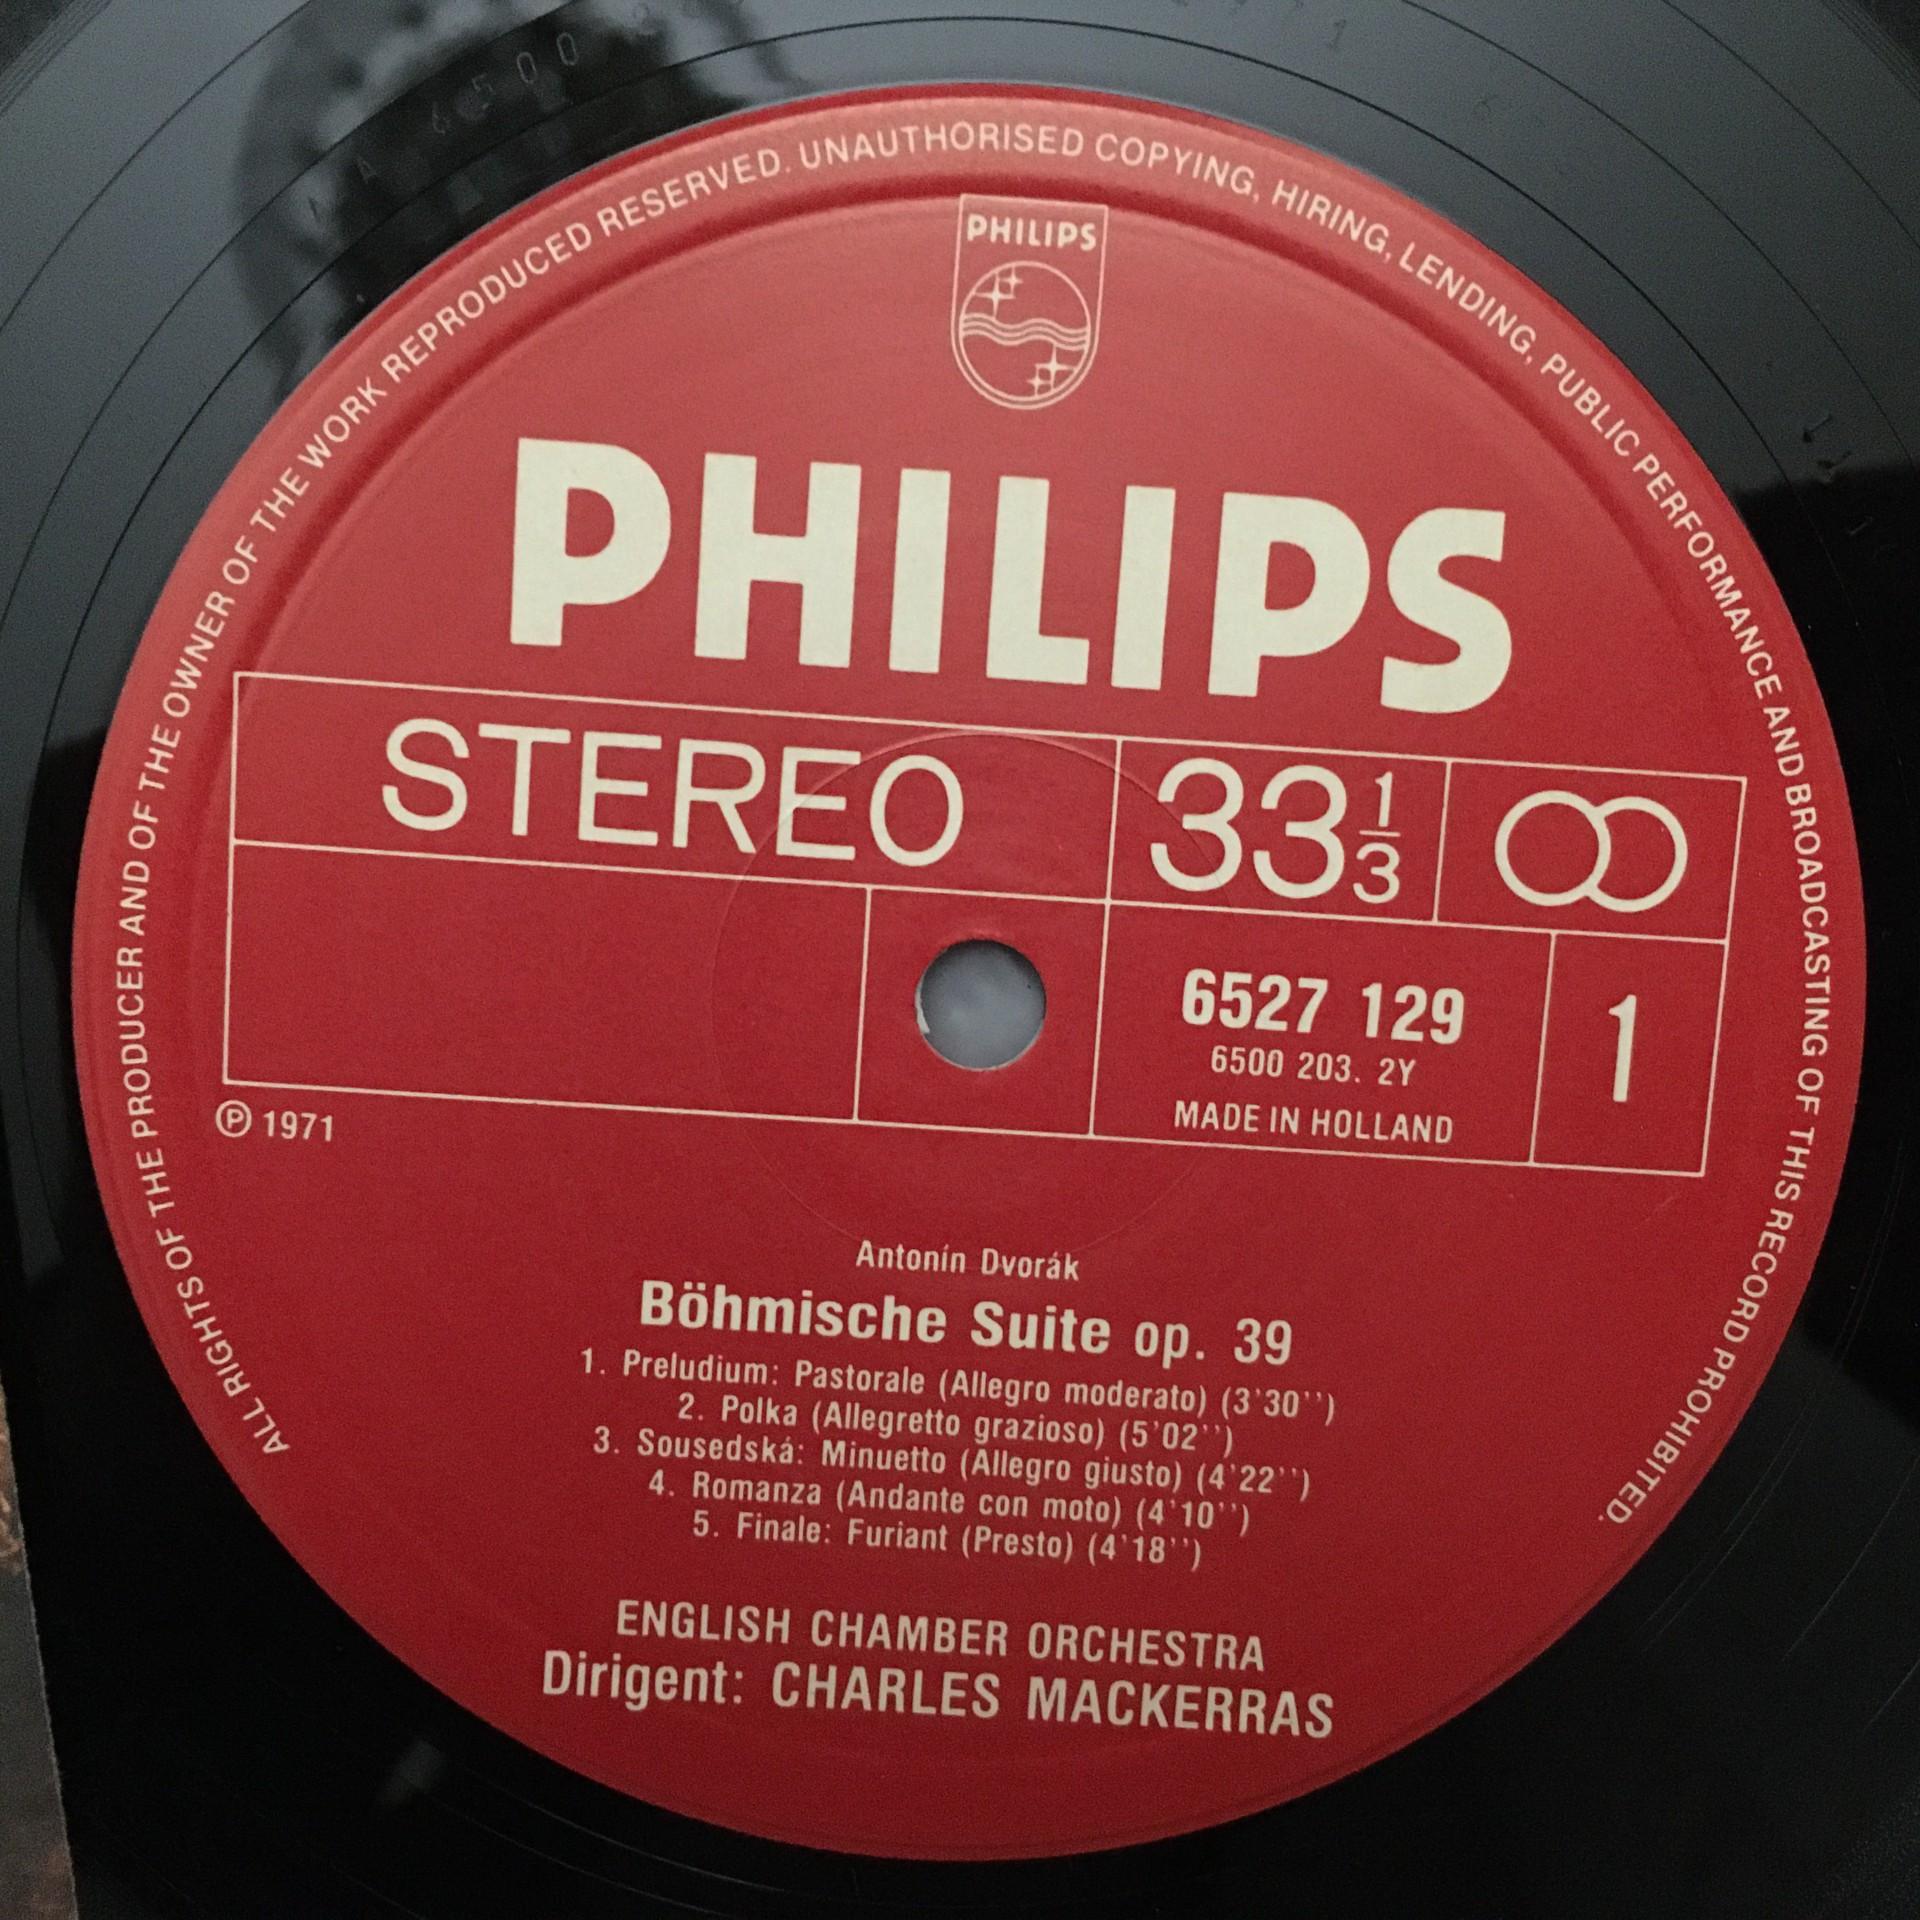 ALL RIGHTS OF THE PRODUCER AND OF THE OWNER OF THE WORK REPRODUCED RESERVED. UNAUTHORISED COPYING, HIRING, LENDING, PUBLIC PERFORMANCE AND BROADCASTING OF THIS RECORD PROHIBITED.
PHILIPS
PHILIPS
STEREO 33 1/3
6527 129 1
6500 203. 2Y
MADE IN HOLLAND
℗ 1971
Antonín Dvorák
Böhmische Suite op. 39
1. Preludium: Pastorale (Allegro moderato) (3'30'')
2. Polka (Allegretto grazioso) (5'02'')
3. Sousedská: Minuetto (Allegro giusto) (4'22'')
4. Romanza (Andante con moto) (4'10'')
5. Finale: Furiant (Presto) (4'18'')
ENGLISH CHAMBER ORCHESTRA
Dirigent: CHARLES MACKERRAS